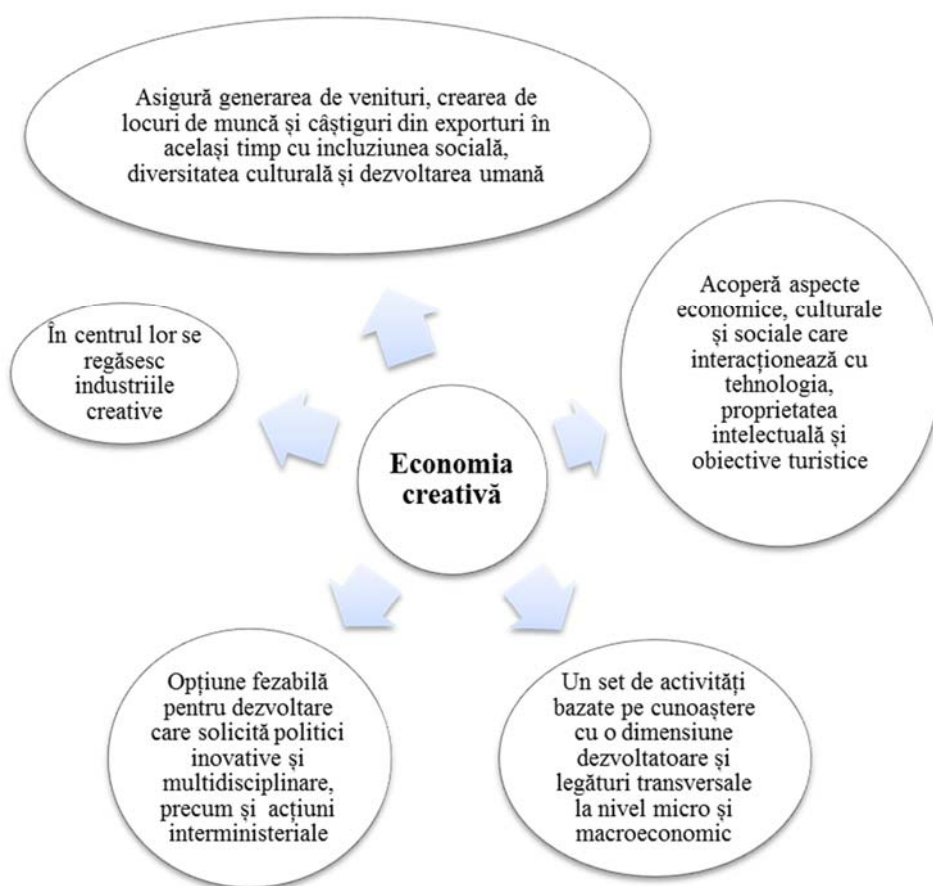 Asigură generarea de venituri, crearea de
locuri de muncă și câștiguri din exporturi în
același timp cu incluziunea socială,
diversitatea culturală și dezvoltarea umană
Acoperă aspecte
economice, culturale
și sociale care
interacționează cu
tehnologia,
proprietatea
intelectuală și
obiective turistice
În centrul lor se
regăsesc
industriile
creative
Economia
creativă
Opțiune fezabilă
pentru dezvoltare
care solicită politici
inovative și
multidisciplinare,
precum și acțiuni
interministeriale
Un set de activități
bazate pe cunoaștere
cu o dimensiune
dezvoltatoare și
legături transversale
la nivel micro și
macroeconomic